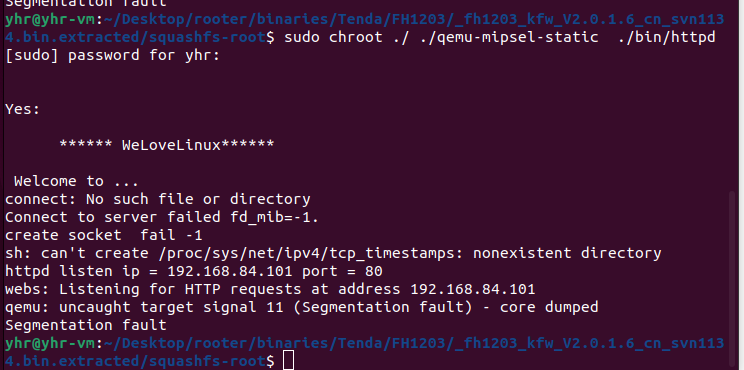 Segmentation fault
yhr@yhr-vm:~/Desktop/rooter/binaries/Tenda/FH1203/_fh1203_kfw_V2.0.1.6_cn_svn113
4.bin.extracted/squashfs-root$ sudo chroot ./ ./qemu-mipsel-static  ./bin/httpd
[sudo] password for yhr:
Yes:
****** WeLoveLinux******
Welcome to ...
connect: No such file or directory
Connect to server failed fd_mib=-1.
create socket  fail -1
sh: can't create /proc/sys/net/ipv4/tcp_timestamps: nonexistent directory
httpd listen ip = 192.168.84.101 port = 80
webs: Listening for HTTP requests at address 192.168.84.101
qemu: uncaught target signal 11 (Segmentation fault) - core dumped
Segmentation fault
yhr@yhr-vm:~/Desktop/rooter/binaries/Tenda/FH1203/_fh1203_kfw_V2.0.1.6_cn_svn113
4.bin.extracted/squashfs-root$